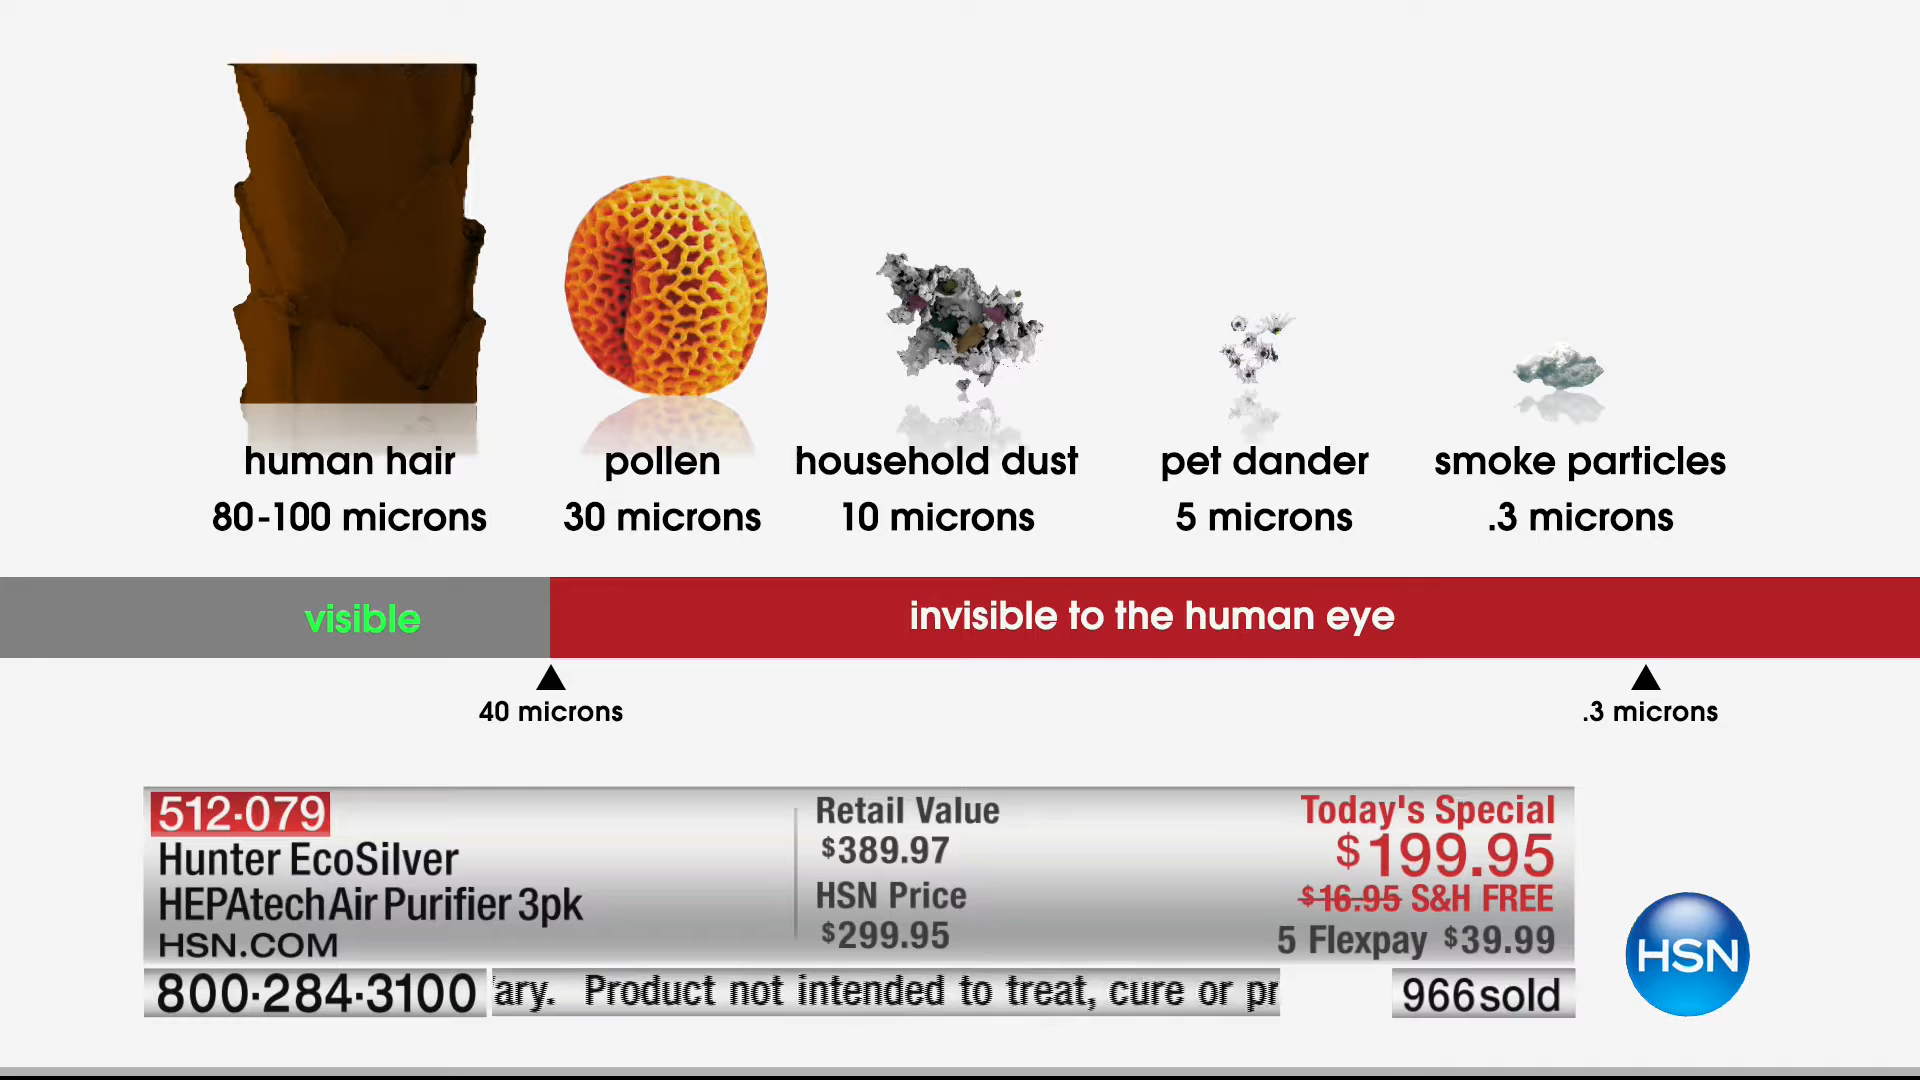 human hair
80-100 microns
pollen
30 microns
household dust
10 microns
pet dander
5 microns
smoke particles
.3 microns
visible
invisible to the human eye
40 microns
.3 microns
512-079
Hunter EcoSilver
HEPAtech Air Purifier 3pk
HSN.COM
Retail Value
$389.97
HSN Price
$299.95
Today's Special
$199.95
$16.95 S&H FREE
5 Flexpay $39.99
800-284-3100
ary. Product not intended to treat, cure or pr
966 sold
HSN